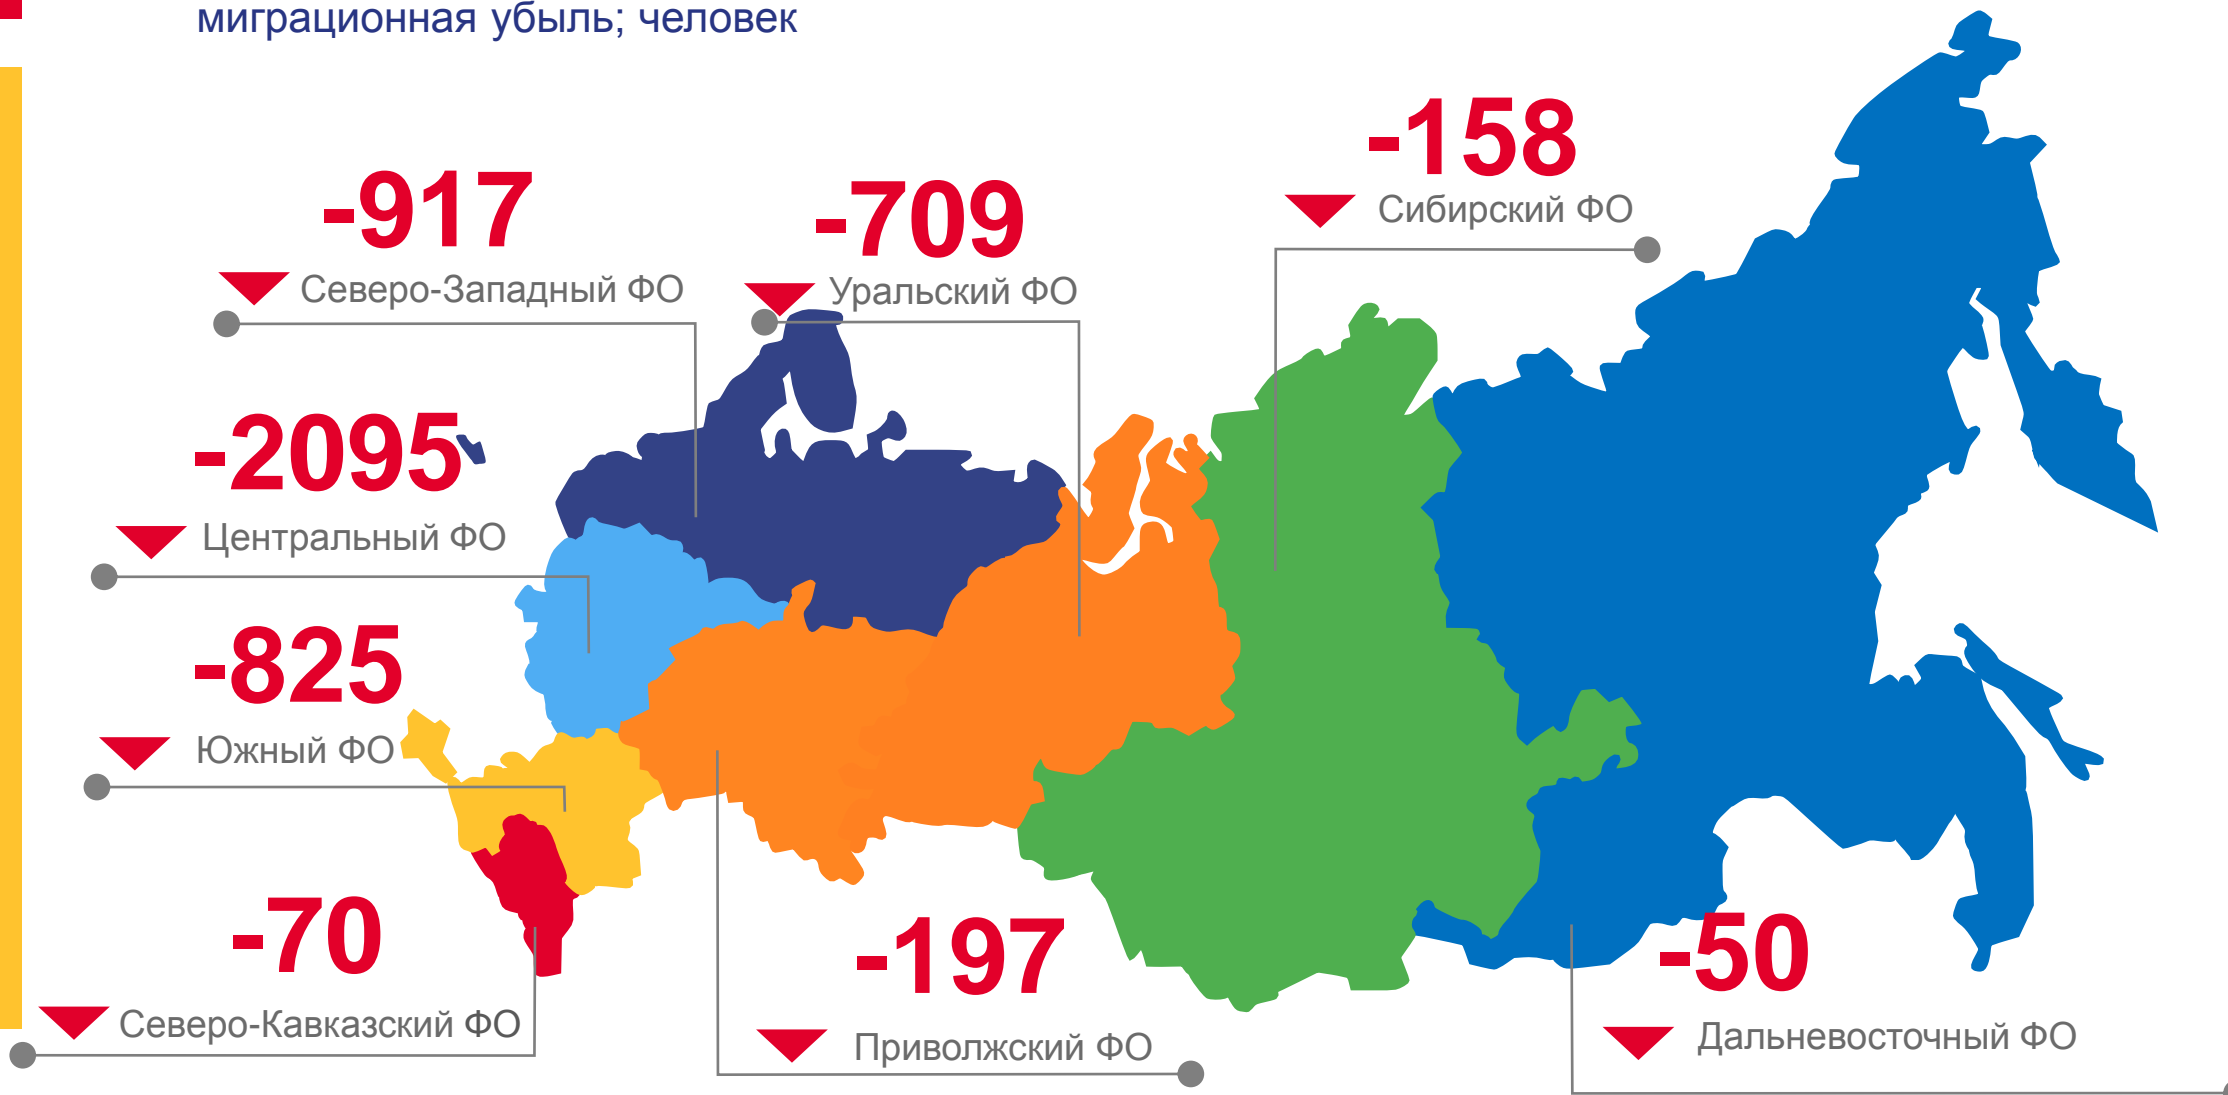 миграционная убыль; человек
-158
Сибирский ФО
-917
Северо-Западный ФО
-709
Уральский ФО
-2095
Центральный ФО
-825
Южный ФО
-70
Северо-Кавказский ФО
-197
Приволжский ФО
-50
Дальневосточный ФО